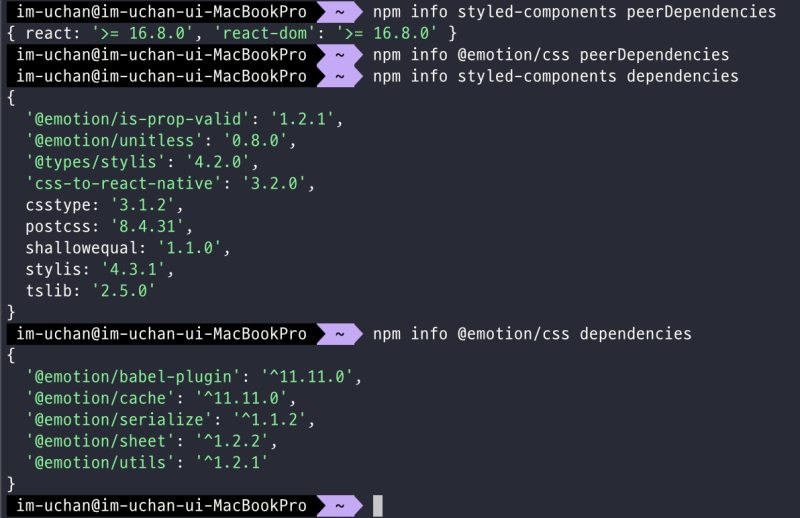 im-uchan@im-uchan-ui-MacBookPro ~ npm info styled-components peerDependencies
{ react: '>= 16.8.0', 'react-dom': '>= 16.8.0' }
im-uchan@im-uchan-ui-MacBookPro ~ npm info @emotion/css peerDependencies
im-uchan@im-uchan-ui-MacBookPro ~ npm info styled-components dependencies
{
  '@emotion/is-prop-valid': '1.2.1',
  '@emotion/unitless': '0.8.0',
  '@types/stylis': '4.2.0',
  'css-to-react-native': '3.2.0',
  csstype: '3.1.2',
  postcss: '8.4.31',
  shallowequal: '1.1.0',
  stylis: '4.3.1',
  tslib: '2.5.0'
}
im-uchan@im-uchan-ui-MacBookPro ~ npm info @emotion/css dependencies
{
  '@emotion/babel-plugin': '^11.11.0',
  '@emotion/cache': '^11.11.0',
  '@emotion/serialize': '^1.1.2',
  '@emotion/sheet': '^1.2.2',
  '@emotion/utils': '^1.2.1'
}
im-uchan@im-uchan-ui-MacBookPro ~